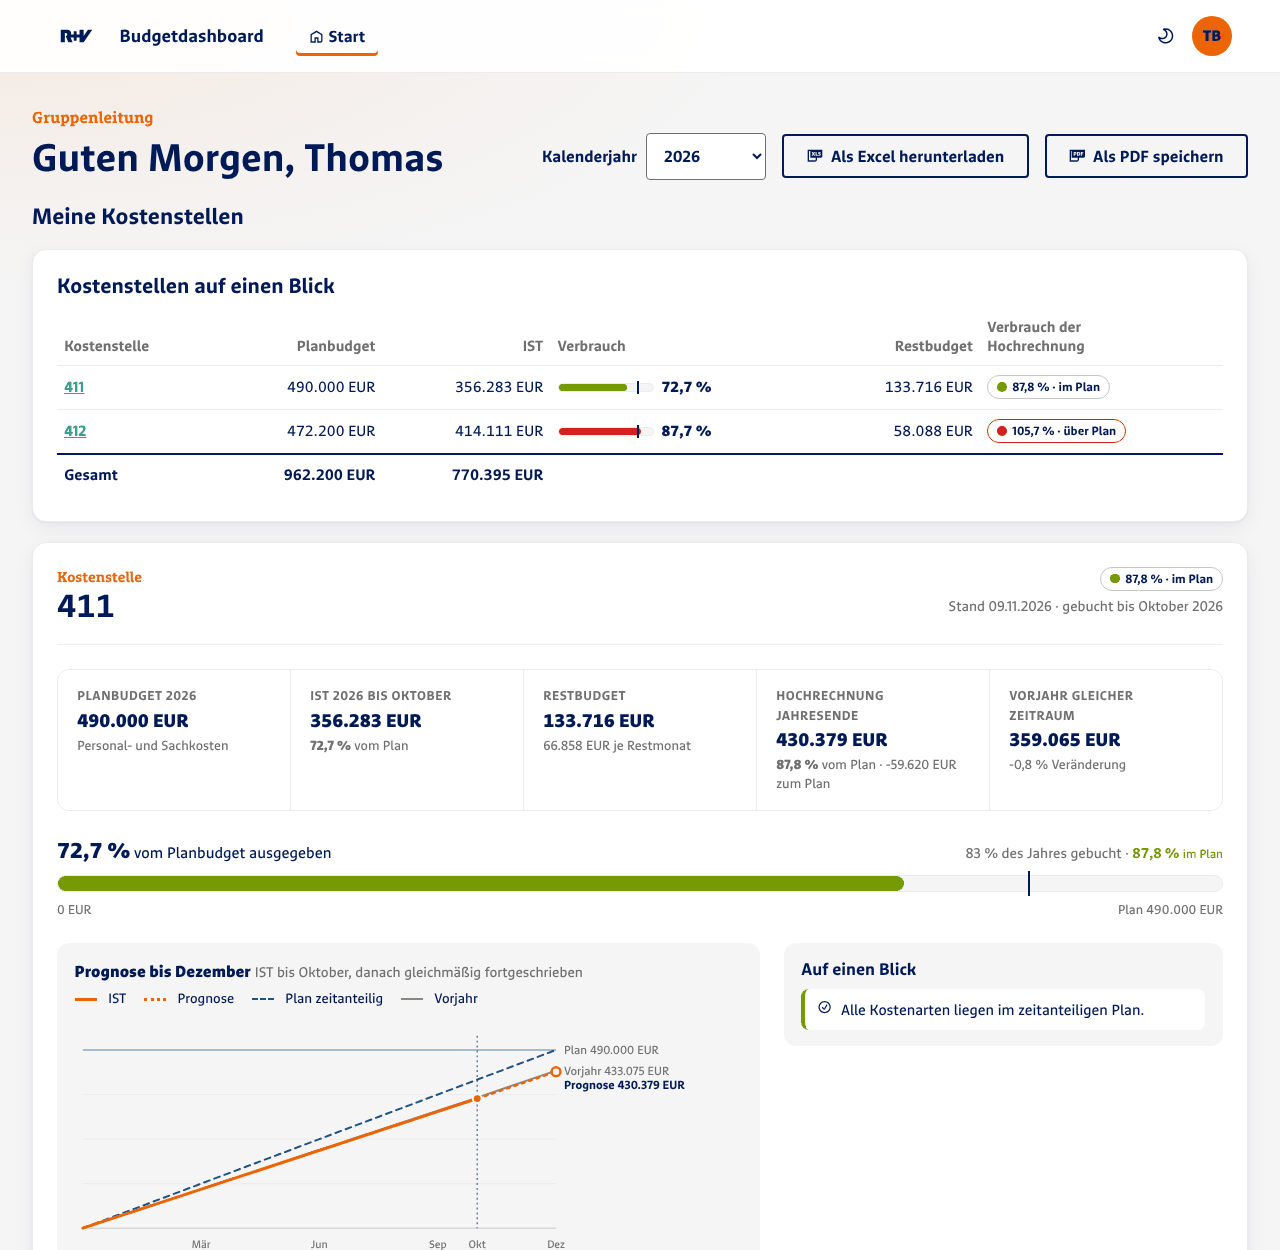 R+V Budgetdashboard Start TB
Gruppenleitung
Guten Morgen, Thomas
Kalenderjahr 2026 Als Excel herunterladen Als PDF speichern
Meine Kostenstellen
Kostenstellen auf einen Blick
Kostenstelle Planbudget IST Verbrauch Restbudget Verbrauch der Hochrechnung
411 490.000 EUR 356.283 EUR 72,7 % 133.716 EUR 87,8 % · im Plan
412 472.200 EUR 414.111 EUR 87,7 % 58.088 EUR 105,7 % · über Plan
Gesamt 962.200 EUR 770.395 EUR
Kostenstelle
411
87,8 % · im Plan
Stand 09.11.2026 · gebucht bis Oktober 2026
PLANBUDGET 2026
490.000 EUR
Personal- und Sachkosten
IST 2026 BIS OKTOBER
356.283 EUR
72,7 % vom Plan
RESTBUDGET
133.716 EUR
66.858 EUR je Restmonat
HOCHRECHNUNG
JAHRESENDE
430.379 EUR
87,8 % vom Plan · -59.620 EUR
zum Plan
VORJAHR GLEICHER
ZEITRAUM
359.065 EUR
-0,8 % Veränderung
72,7 % vom Planbudget ausgegeben
83 % des Jahres gebucht · 87,8 % im Plan
0 EUR
Plan 490.000 EUR
Prognose bis Dezember IST bis Oktober, danach gleichmäßig fortgeschrieben
IST Prognose Plan zeitanteilig Vorjahr
Plan 490.000 EUR
Vorjahr 433.075 EUR
Prognose 430.379 EUR
Mär Jun Sep Okt Dez
Auf einen Blick
Alle Kostenarten liegen im zeitanteiligen Plan.